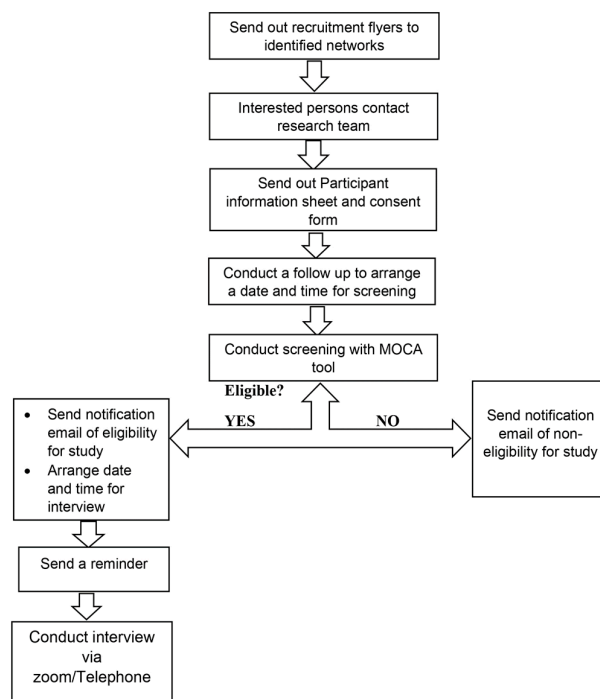 Send out recruitment flyers to
identified networks
Interested persons contact
research team
Send out Participant
information sheet and consent
form
Conduct a follow up to arrange
a date and time for screening
Conduct screening with MOCA
tool
Eligible?
YES
NO
• Send notification
email of eligibility
for study
• Arrange date
and time for
interview
Send notification
email of non-
eligibility for study
Send a reminder
Conduct interview
via
zoom/Telephone